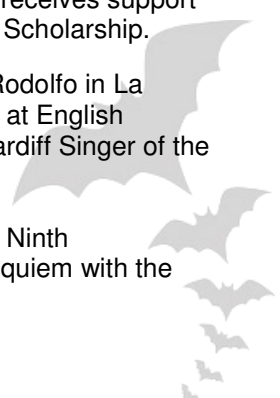 receives support
Scholarship.
Rodolfo in La
at English
ardiff Singer of the
Ninth
quiem with the